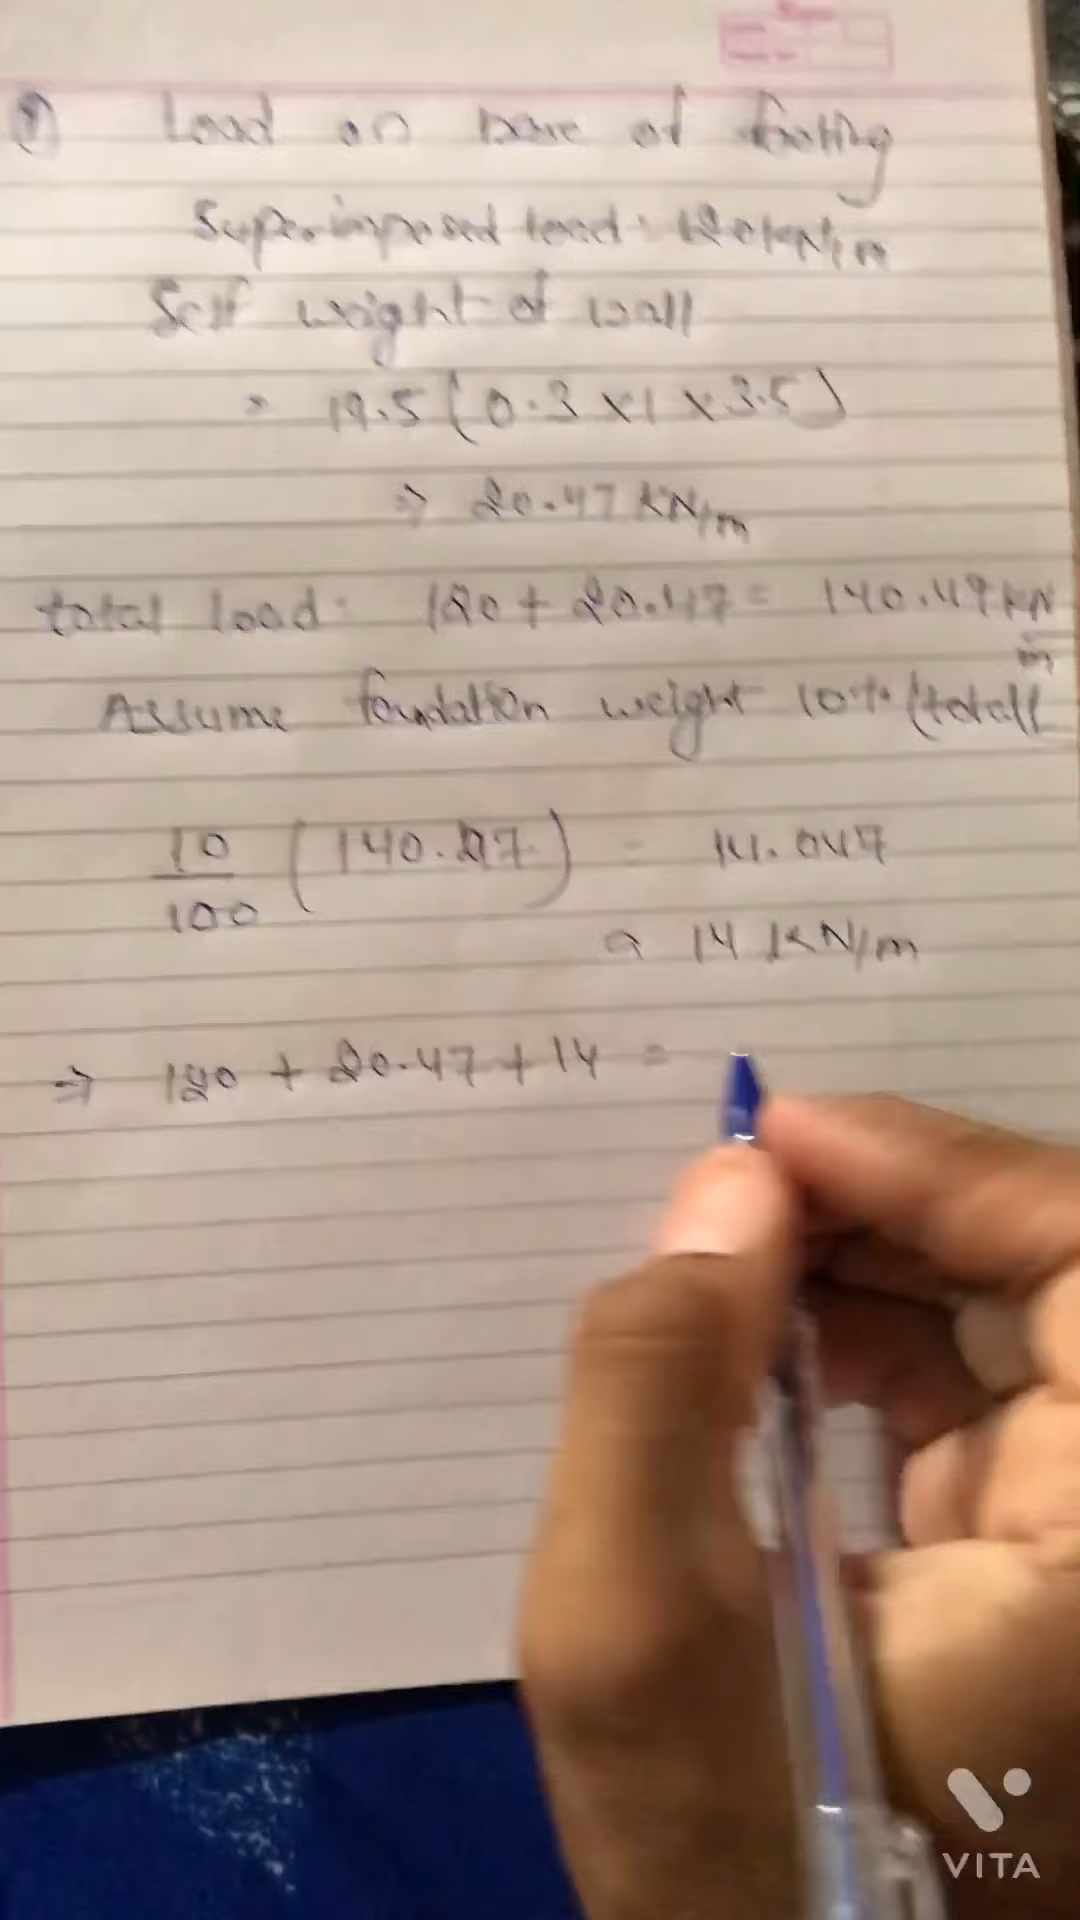 1) Load on base of footing
Superimposed load: 120 kN/m
Self weight of wall
= 19.5 (0.3 x 1 x 3.5)
⇒ 20.47 kN/m
total load: 120 + 20.47 = 140.47 kN/m
Assume foundation weight 10% (total)
10/100 (140.47) = 14.047
= 14 kN/m
⇒ 120 + 20.47 + 14 =
VITA